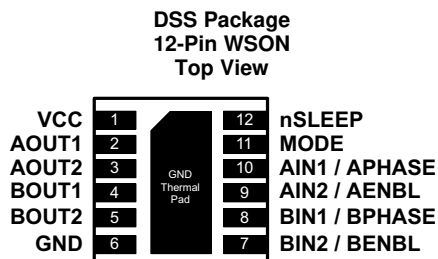 DSS Package
12-Pin WSON
Top View
VCC 1 12 nSLEEP
AOUT1 2 11 MODE
AOUT2 3 10 AIN1 / APHASE
GND
Thermal
Pad
BOUT1 4 9 AIN2 / AENBL
BOUT2 5 8 BIN1 / BPHASE
GND 6 7 BIN2 / BENBL